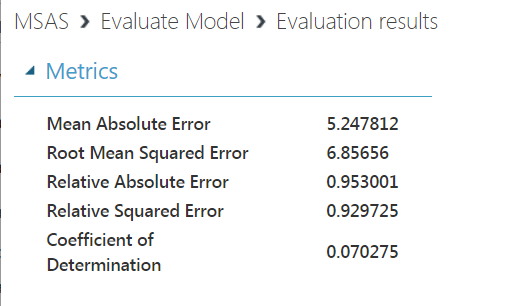 MSAS > Evaluate Model > Evaluation results
Metrics
Mean Absolute Error 5.247812
Root Mean Squared Error 6.85656
Relative Absolute Error 0.953001
Relative Squared Error 0.929725
Coefficient of
Determination 0.070275